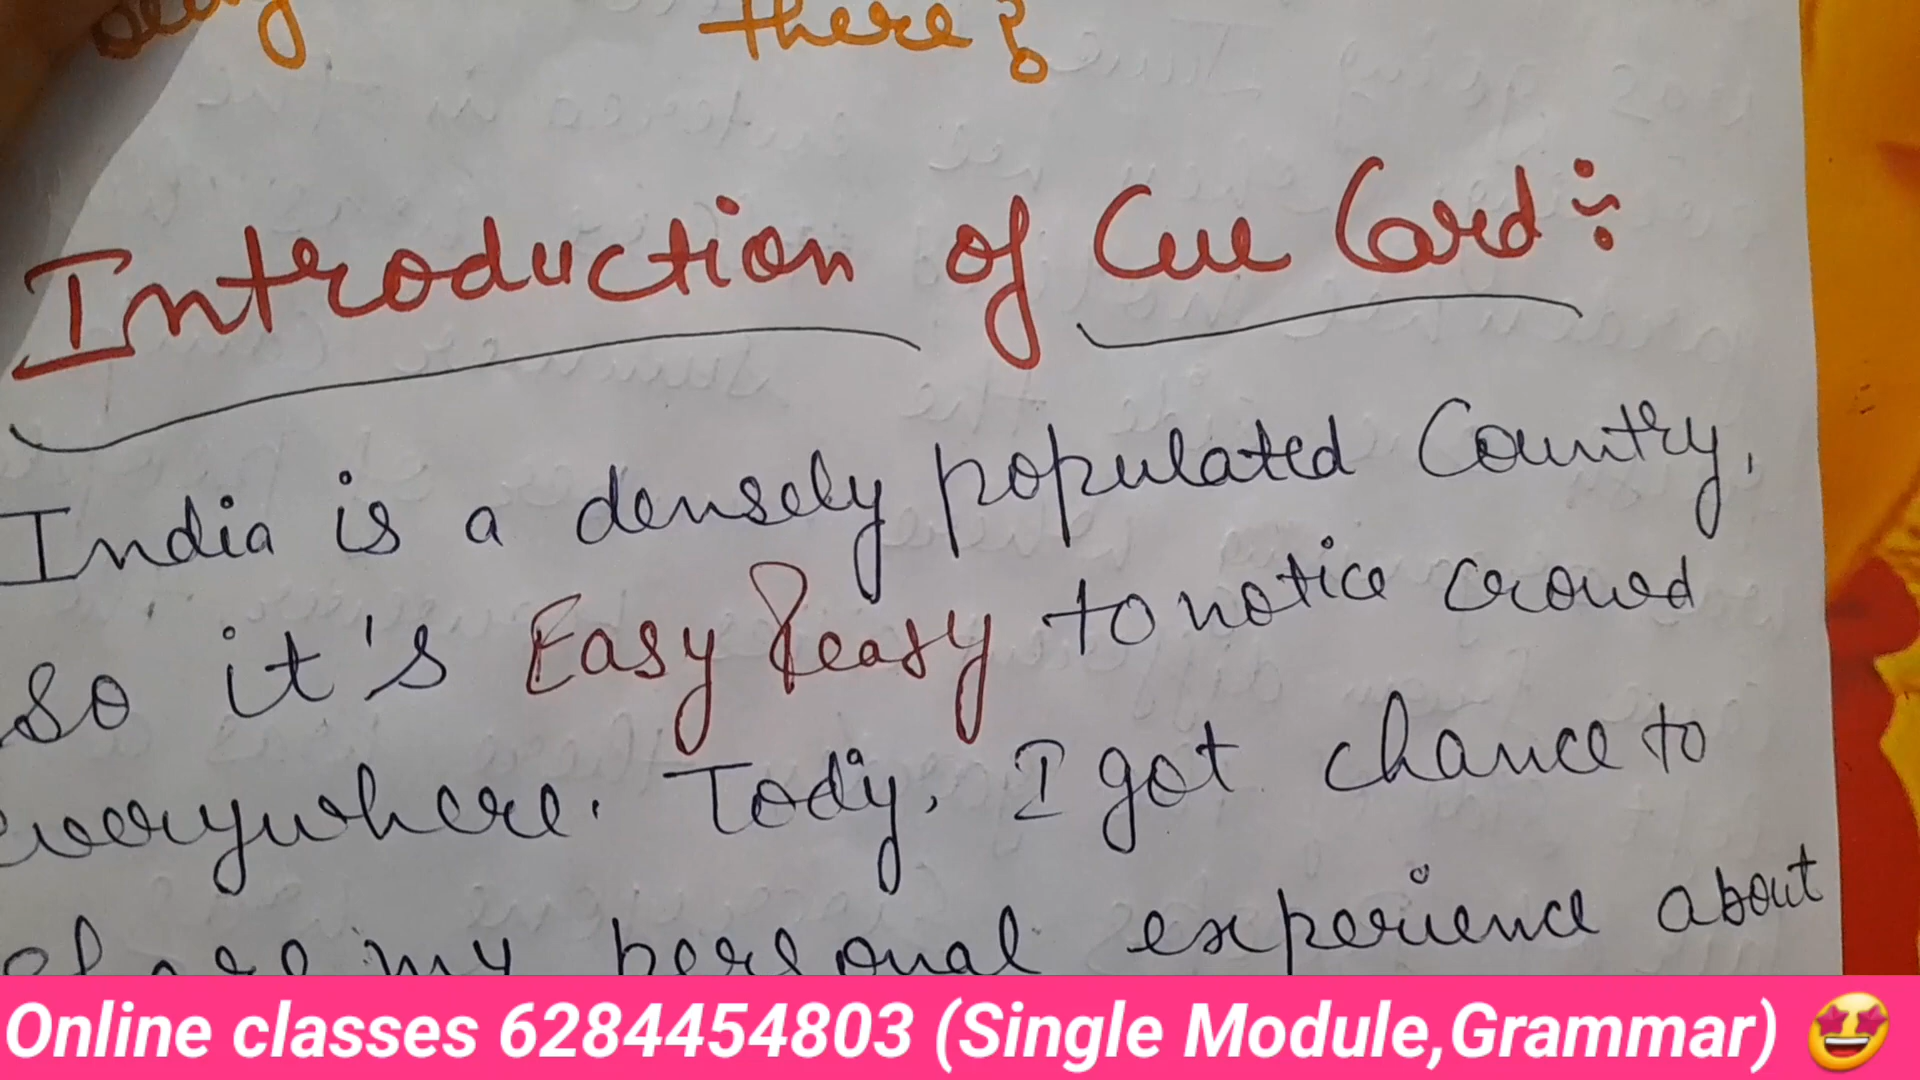 there?
Introduction of Cue Card :-
India is a densely populated Country,
so it's Easy Peasy to notice crowd
everywhere. Tody, I got chance to
my personal experience about
Online classes 6284454803 (Single Module,Grammar) 🤩